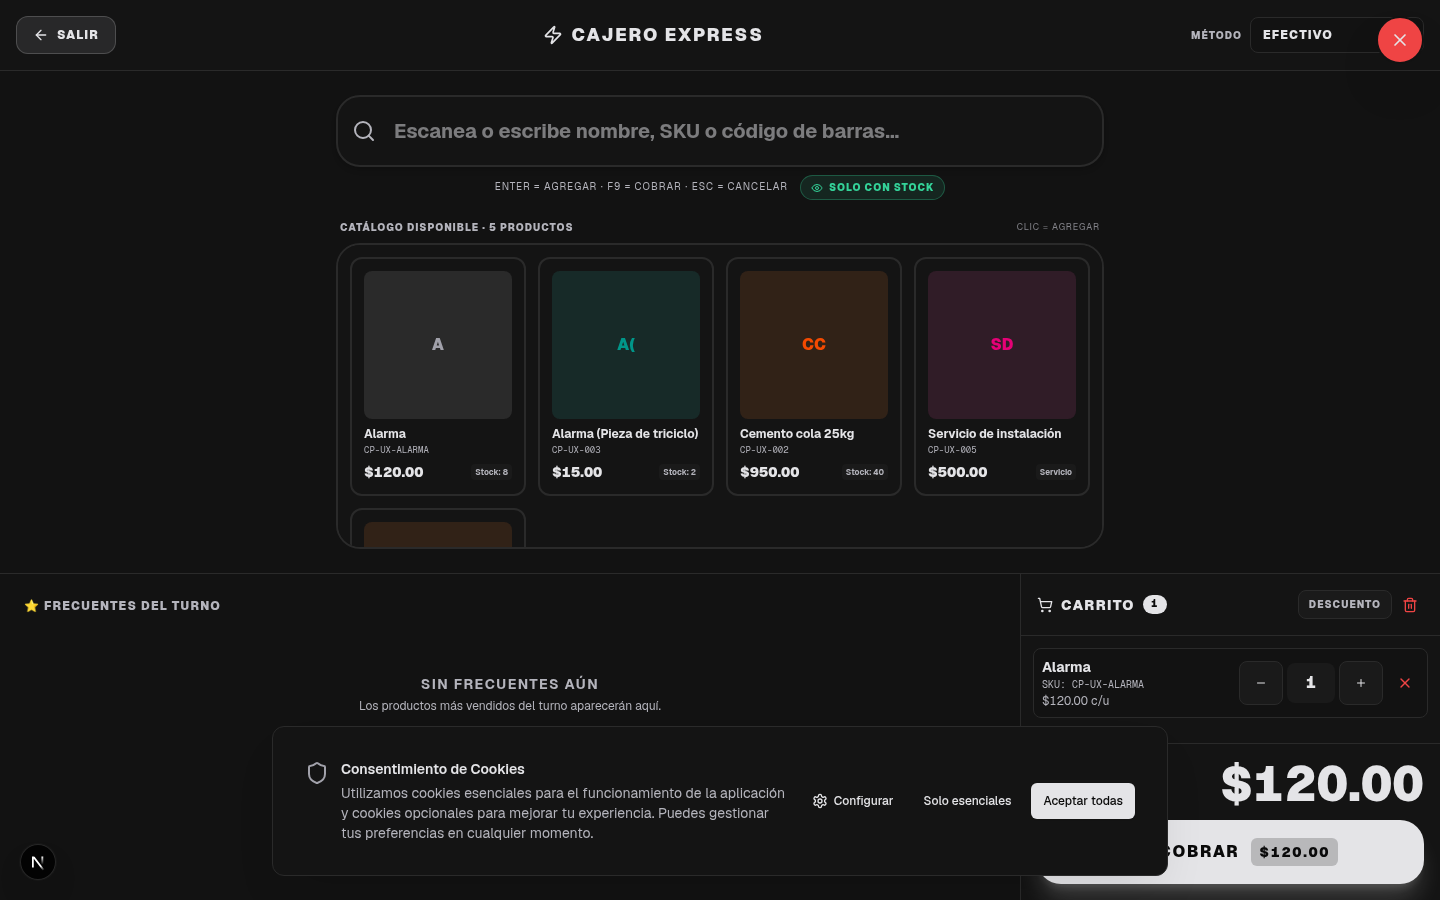 SALIR
CAJERO EXPRESS
MÉTODO
EFECTIVO
Escanea o escribe nombre, SKU o código de barras...
ENTER = AGREGAR · F9 = COBRAR · ESC = CANCELAR
SOLO CON STOCK
CATÁLOGO DISPONIBLE · 5 PRODUCTOS
CLIC = AGREGAR
A
A(
CC
SD
Alarma
CP-UX-ALARMA
$120.00
Stock: 8
Alarma (Pieza de triciclo)
CP-UX-003
$15.00
Stock: 2
Cemento cola 25kg
CP-UX-002
$950.00
Stock: 40
Servicio de instalación
CP-UX-005
$500.00
Servicio
FRECUENTES DEL TURNO
SIN FRECUENTES AÚN
Los productos más vendidos del turno aparecerán aquí.
CARRITO
1
DESCUENTO
Alarma
SKU: CP-UX-ALARMA
$120.00 c/u
− 1 +
$120.00
COBRAR
$120.00
Consentimiento de Cookies
Utilizamos cookies esenciales para el funcionamiento de la aplicación
y cookies opcionales para mejorar tu experiencia. Puedes gestionar
tus preferencias en cualquier momento.
Configurar
Solo esenciales
Aceptar todas
N